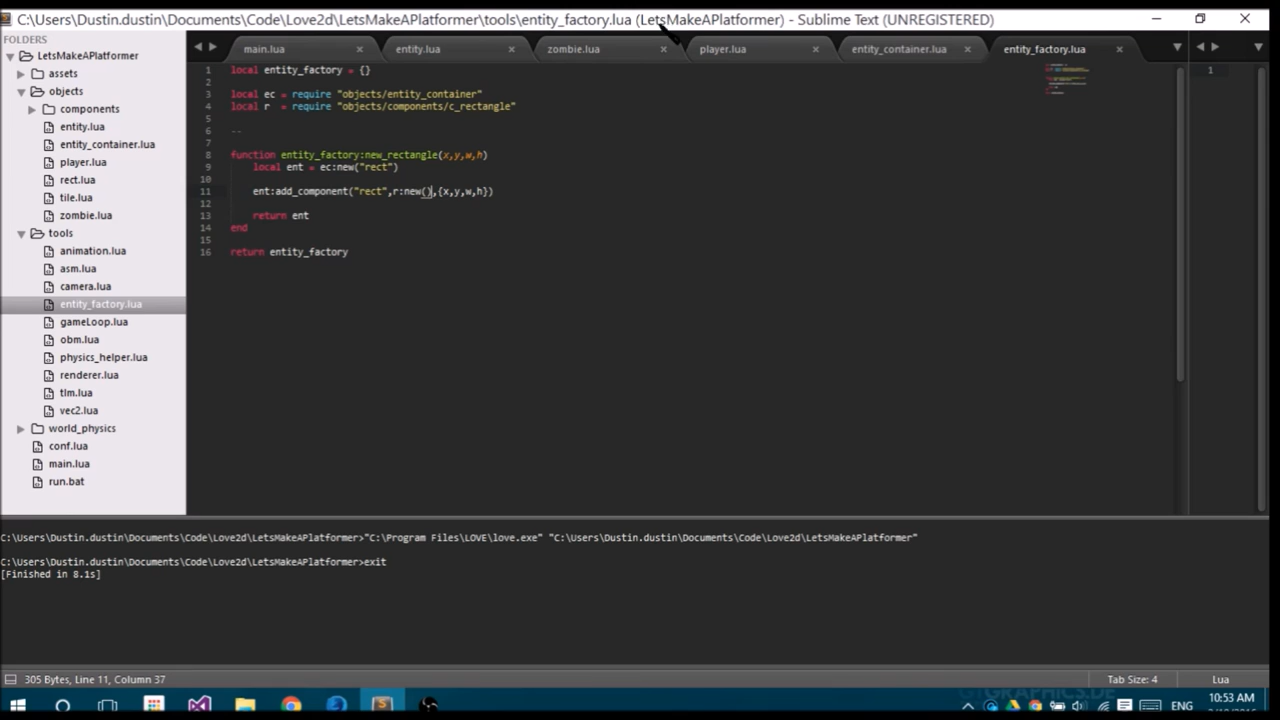 C:\Users\Dustin.dustin\Documents\Code\Love2d\LetsMakeAPlatformer\tools\entity_factory.lua (LetsMakeAPlatformer) - Sublime Text (UNREGISTERED)
FOLDERS
LetsMakeAPlatformer
assets
objects
components
entity.lua
entity_container.lua
player.lua
rect.lua
tile.lua
zombie.lua
tools
animation.lua
asm.lua
camera.lua
entity_factory.lua
gameLoop.lua
obm.lua
physics_helper.lua
renderer.lua
tlm.lua
vec2.lua
world_physics
conf.lua
main.lua
run.bat
main.lua entity.lua zombie.lua player.lua entity_container.lua entity_factory.lua
1 local entity_factory = {}
2
3 local ec = require "objects/entity_container"
4 local r  = require "objects/components/c_rectangle"
5
6 --
7
8 function entity_factory:new_rectangle(x,y,w,h)
9 local ent = ec:new("rect")
10
11 ent:add_component("rect",r:new(),{x,y,w,h})
12
13 return ent
14 end
15
16 return entity_factory
1
C:\Users\Dustin.dustin\Documents\Code\Love2d\LetsMakeAPlatformer>"C:\Program Files\LOVE\love.exe" "C:\Users\Dustin.dustin\Documents\Code\Love2d\LetsMakeAPlatformer"
C:\Users\Dustin.dustin\Documents\Code\Love2d\LetsMakeAPlatformer>exit
[Finished in 8.1s]
305 Bytes, Line 11, Column 37 Tab Size: 4 Lua
GTGRAPHICS.DE
ENG 10:53 AM